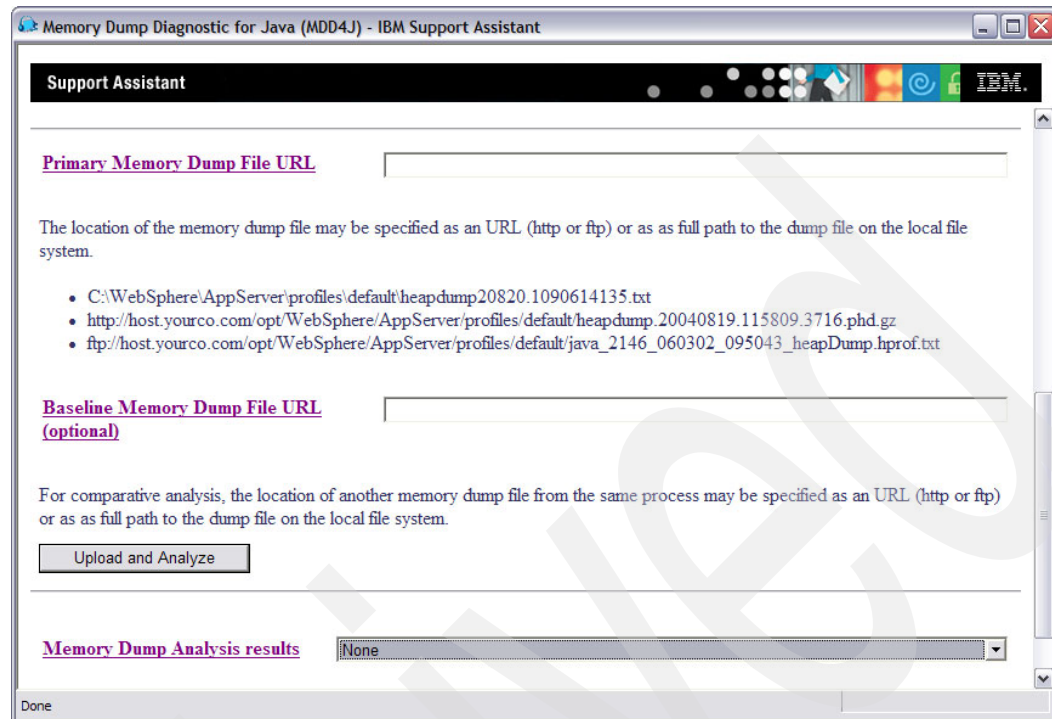 Memory Dump Diagnostic for Java (MDD4J) - IBM Support Assistant
Support Assistant
IBM.
Primary Memory Dump File URL
The location of the memory dump file may be specified as an URL (http or ftp) or as as full path to the dump file on the local file
system.
• C:\WebSphere\AppServer\profiles\default\heapdump20820.1090614135.txt
• http://host.yourco.com/opt/WebSphere/AppServer/profiles/default/heapdump.20040819.115809.3716.phd.gz
• ftp://host.yourco.com/opt/WebSphere/AppServer/profiles/default/java_2146_060302_095043_heapDump.hprof.txt
Baseline Memory Dump File URL
(optional)
For comparative analysis, the location of another memory dump file from the same process may be specified as an URL (http or ftp)
or as as full path to the dump file on the local file system.
Upload and Analyze
Memory Dump Analysis results
None
Done